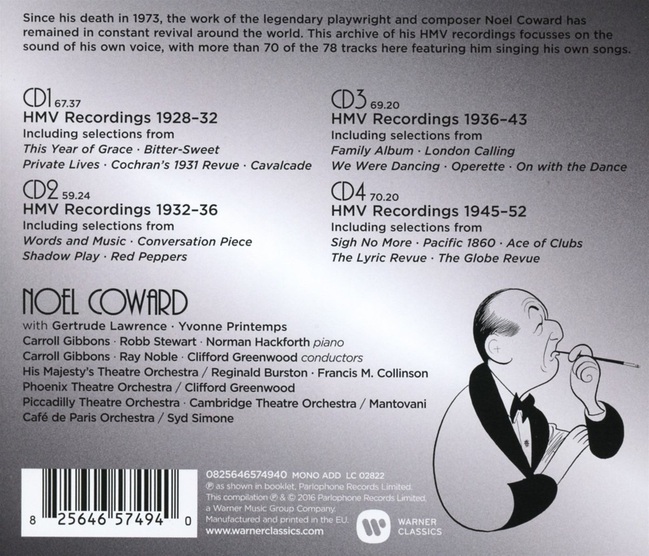 Since his death in 1973, the work of the legendary playwright and composer Noel Coward has
remained in constant revival around the world. This archive of his HMV recordings focusses on the
sound of his own voice, with more than 70 of the 78 tracks here featuring him singing his own songs.
CD1 67.37
HMV Recordings 1928–32
Including selections from
This Year of Grace · Bitter-Sweet
Private Lives · Cochran's 1931 Revue · Cavalcade
CD2 59.24
HMV Recordings 1932–36
Including selections from
Words and Music · Conversation Piece
Shadow Play · Red Peppers
CD3 69.20
HMV Recordings 1936–43
Including selections from
Family Album · London Calling
We Were Dancing · Operette · On with the Dance
CD4 70.20
HMV Recordings 1945–52
Including selections from
Sigh No More · Pacific 1860 · Ace of Clubs
The Lyric Revue · The Globe Revue
NOEL COWARD
with Gertrude Lawrence · Yvonne Printemps
Carroll Gibbons · Robb Stewart · Norman Hackforth piano
Carroll Gibbons · Ray Noble · Clifford Greenwood conductors
His Majesty's Theatre Orchestra / Reginald Burston · Francis M. Collinson
Phoenix Theatre Orchestra / Clifford Greenwood
Piccadilly Theatre Orchestra · Cambridge Theatre Orchestra / Mantovani
Café de Paris Orchestra / Syd Simone
8 25646 57494 0
0825646574940 MONO ADD LC 02822
℗ as shown in booklet, Parlophone Records Limited.
This compilation ℗ & © 2016 Parlophone Records Limited,
a Warner Music Group Company.
Manufactured and printed in the EU.
www.warnerclassics.com
WARNER
CLASSICS